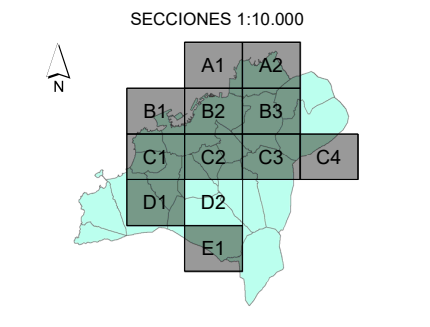 SECCIONES 1:10.000
N
A1 A2
B1 B2 B3
C1 C2 C3 C4
D1 D2
E1